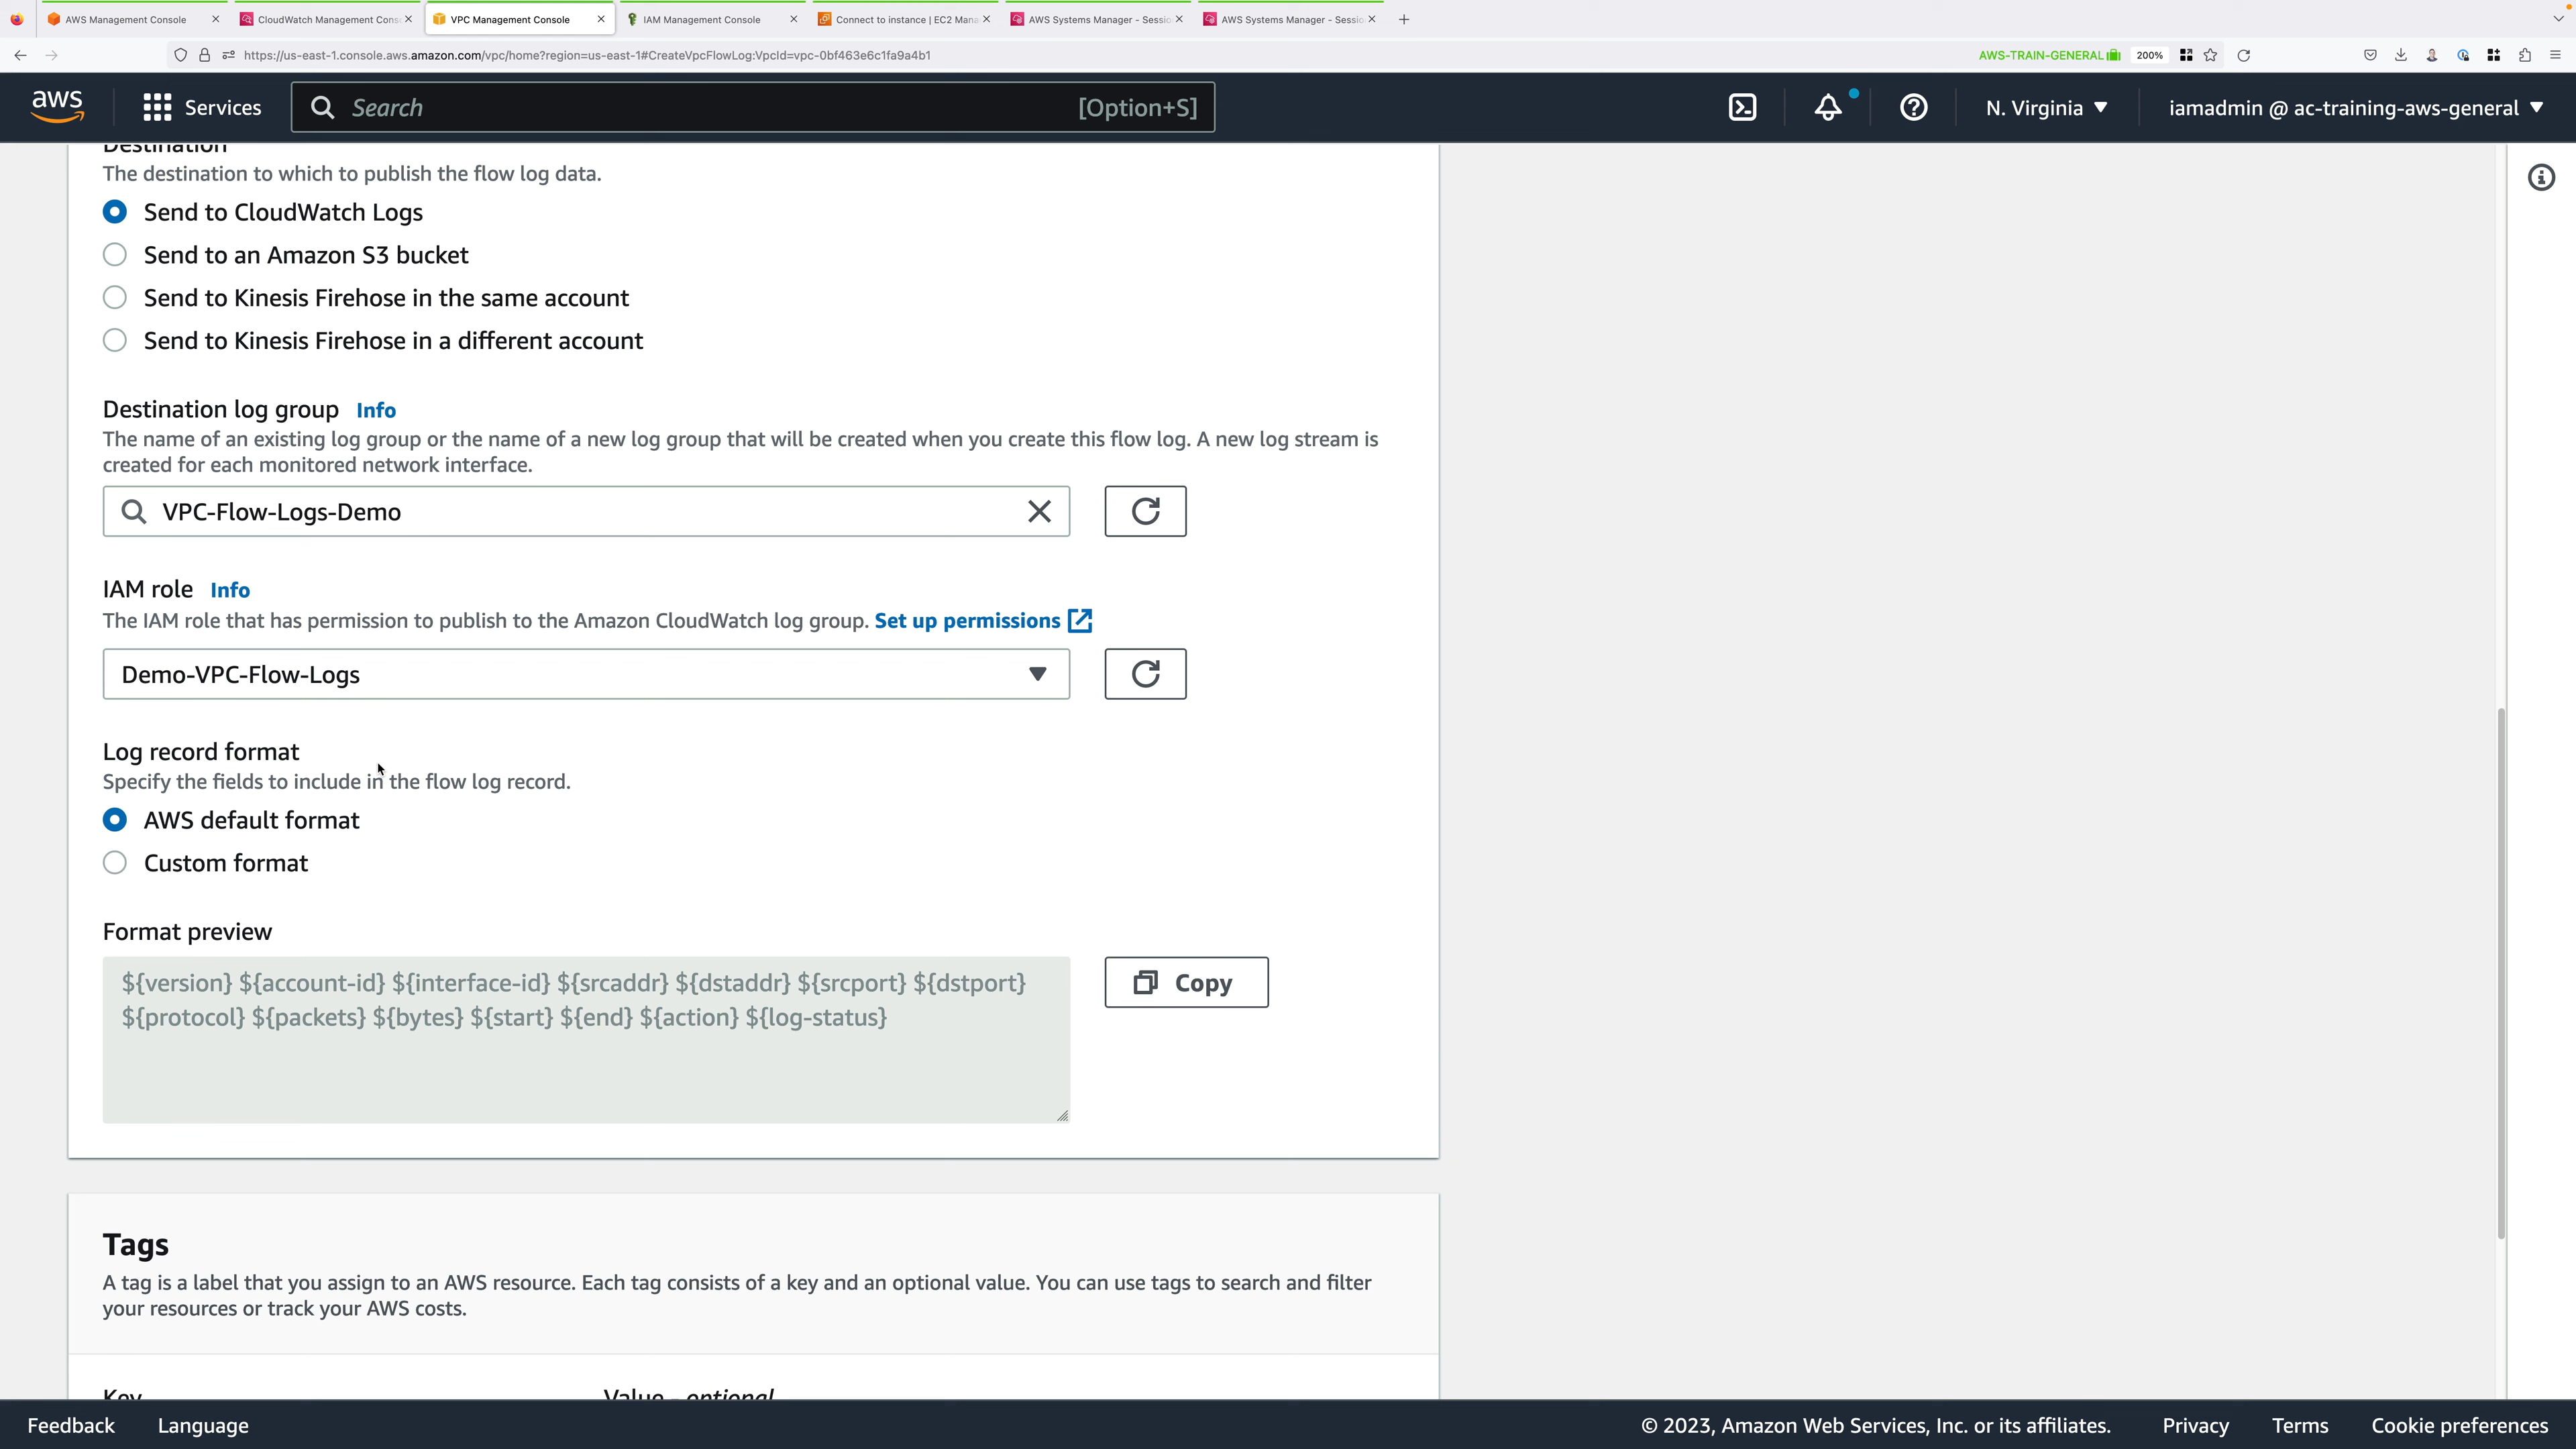 AWS Management Console
CloudWatch Management Conso
VPC Management Console
IAM Management Console
Connect to instance | EC2 Mana
AWS Systems Manager - Sessio
AWS Systems Manager - Sessio
https://us-east-1.console.aws.amazon.com/vpc/home?region=us-east-1#CreateVpcFlowLog:VpcId=vpc-0bf463e6c1fa9a4b1
AWS-TRAIN-GENERAL
200%
aws
Services
Search
[Option+S]
N. Virginia
iamadmin @ ac-training-aws-general
Destination
The destination to which to publish the flow log data.
Send to CloudWatch Logs
Send to an Amazon S3 bucket
Send to Kinesis Firehose in the same account
Send to Kinesis Firehose in a different account
Destination log group Info
The name of an existing log group or the name of a new log group that will be created when you create this flow log. A new log stream is
created for each monitored network interface.
VPC-Flow-Logs-Demo
IAM role Info
The IAM role that has permission to publish to the Amazon CloudWatch log group. Set up permissions
Demo-VPC-Flow-Logs
Log record format
Specify the fields to include in the flow log record.
AWS default format
Custom format
Format preview
${version} ${account-id} ${interface-id} ${srcaddr} ${dstaddr} ${srcport} ${dstport}
${protocol} ${packets} ${bytes} ${start} ${end} ${action} ${log-status}
Copy
Tags
A tag is a label that you assign to an AWS resource. Each tag consists of a key and an optional value. You can use tags to search and filter
your resources or track your AWS costs.
Key
Value - optional
Feedback
Language
© 2023, Amazon Web Services, Inc. or its affiliates.
Privacy
Terms
Cookie preferences